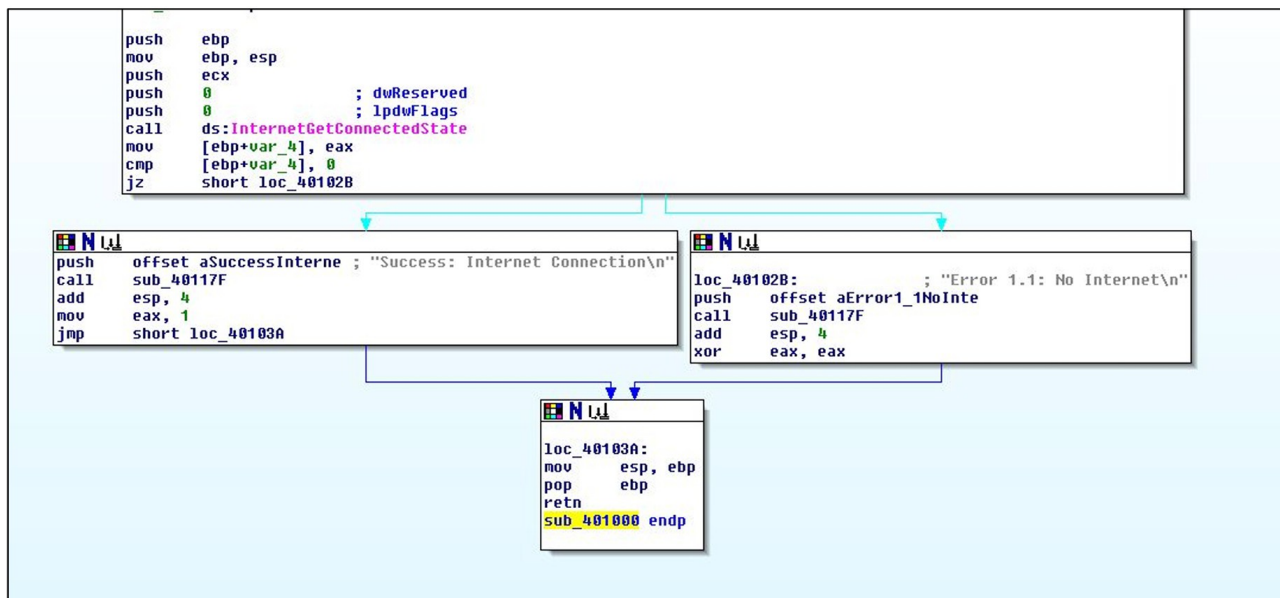 push ebp
mov ebp, esp
push ecx
push 0 ; dwReserved
push 0 ; lpdwFlags
call ds:InternetGetConnectedState
mov [ebp+var_4], eax
cmp [ebp+var_4], 0
jz short loc_40102B
push offset aSuccessInterne ; "Success: Internet Connection\n"
call sub_40117F
add esp, 4
mov eax, 1
jmp short loc_40103A
loc_40102B: ; "Error 1.1: No Internet\n"
push offset aError1_1NoInte
call sub_40117F
add esp, 4
xor eax, eax
loc_40103A:
mov esp, ebp
pop ebp
retn
sub_401000 endp